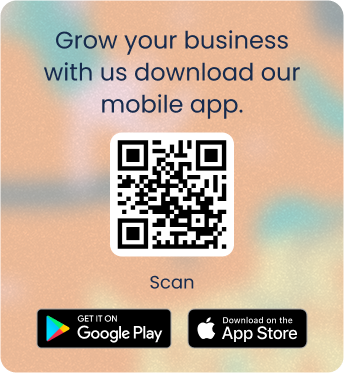 Grow your business
with us download our
mobile app.
Scan
GET IT ON
Google Play
Download on the
App Store